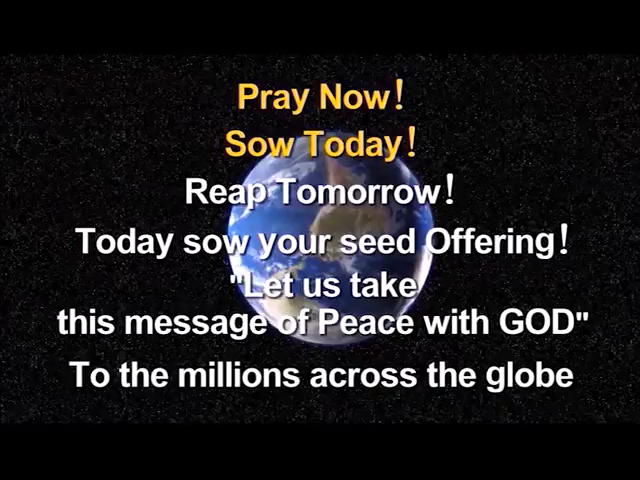 Pray Now!
Sow Today!
Reap Tomorrow!
Today sow your seed Offering!
"Let us take
this message of Peace with GOD"
To the millions across the globe